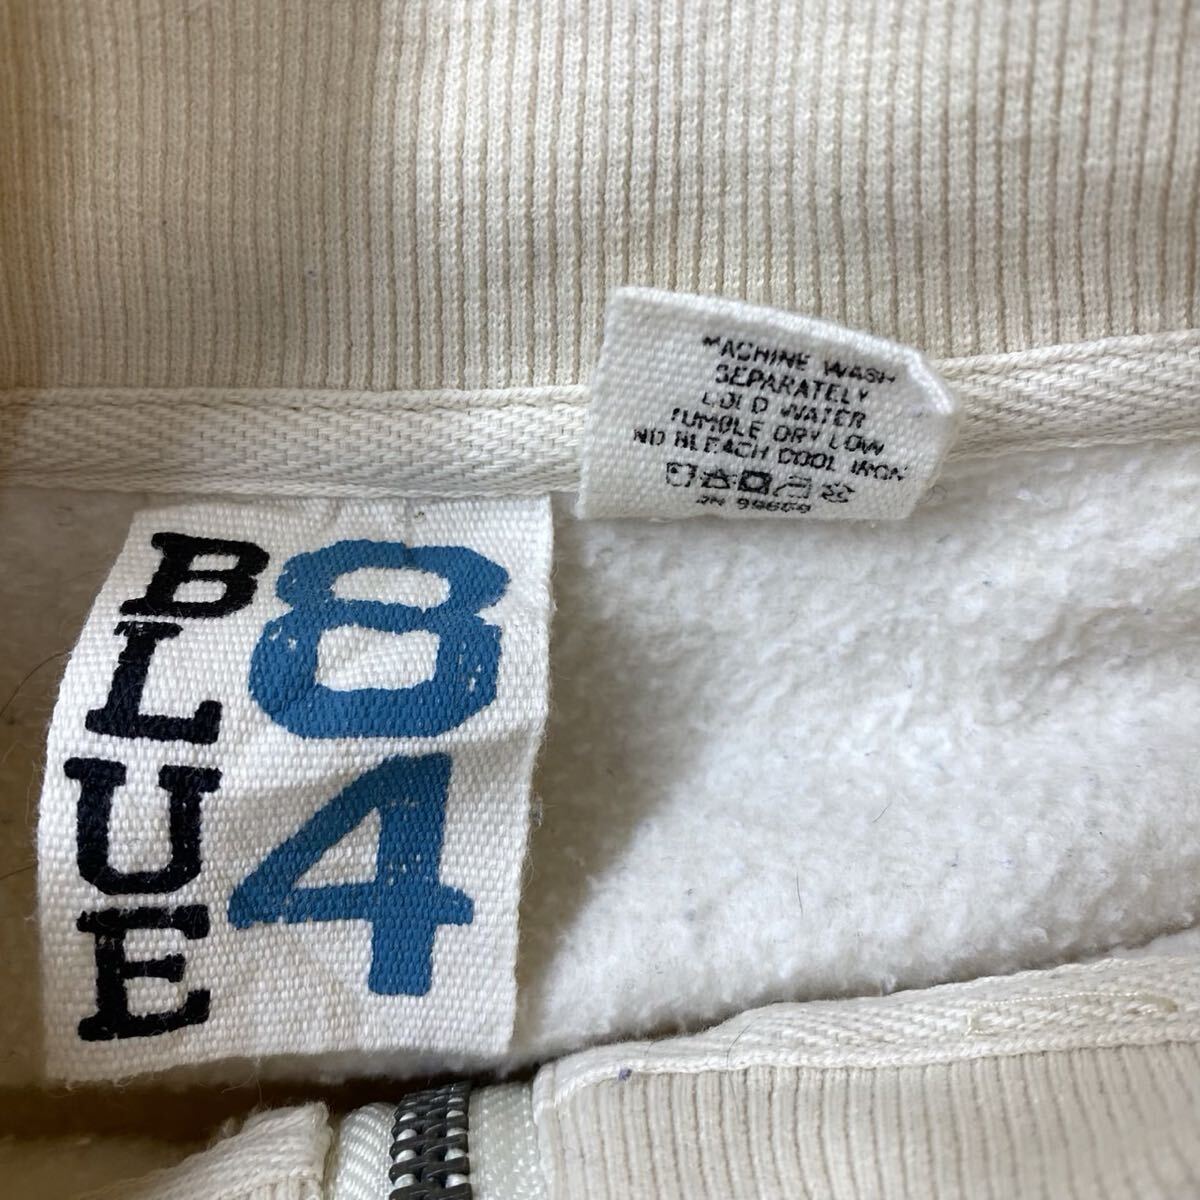 BLUE
84
MACHINE WASH
SEPARATELY
COLD WATER
TUMBLE DRY LOW
NO BLEACH COOL IRON